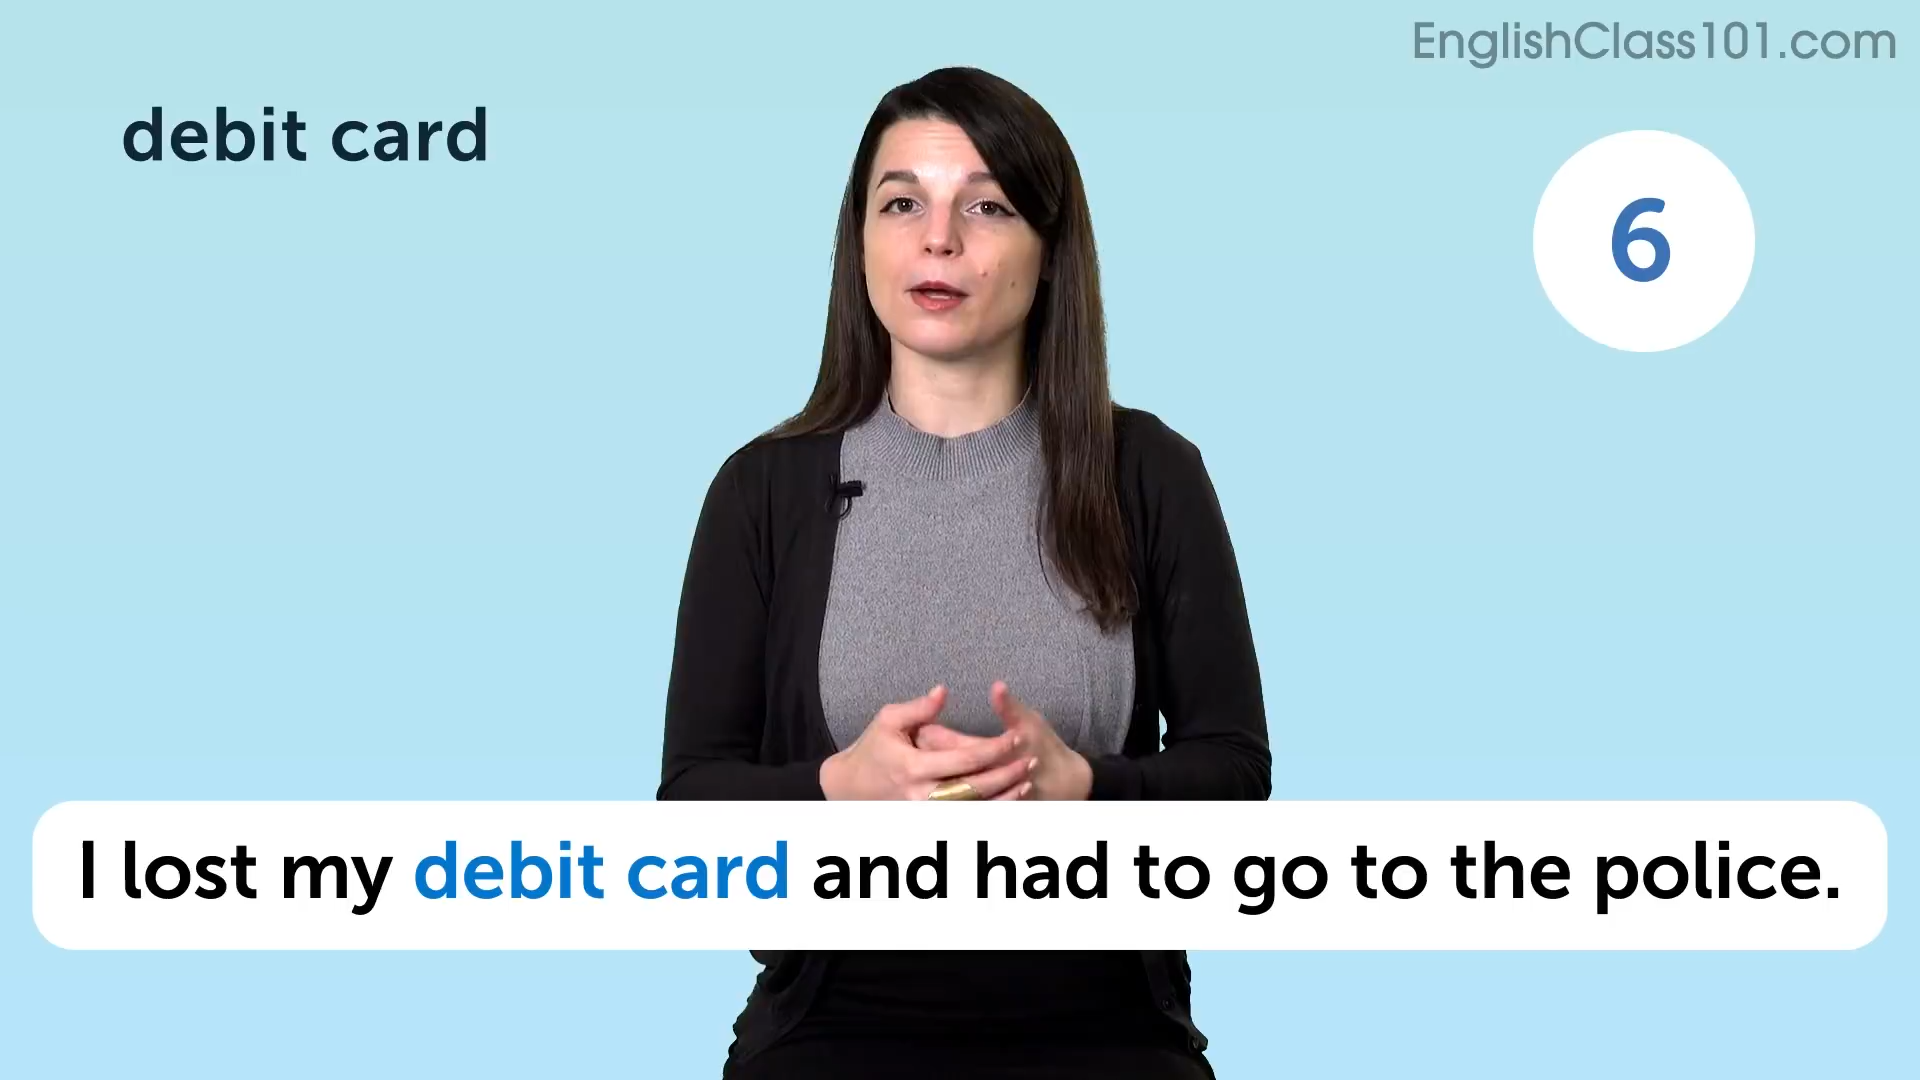 EnglishClass101.com
debit card
6
I lost my debit card and had to go to the police.